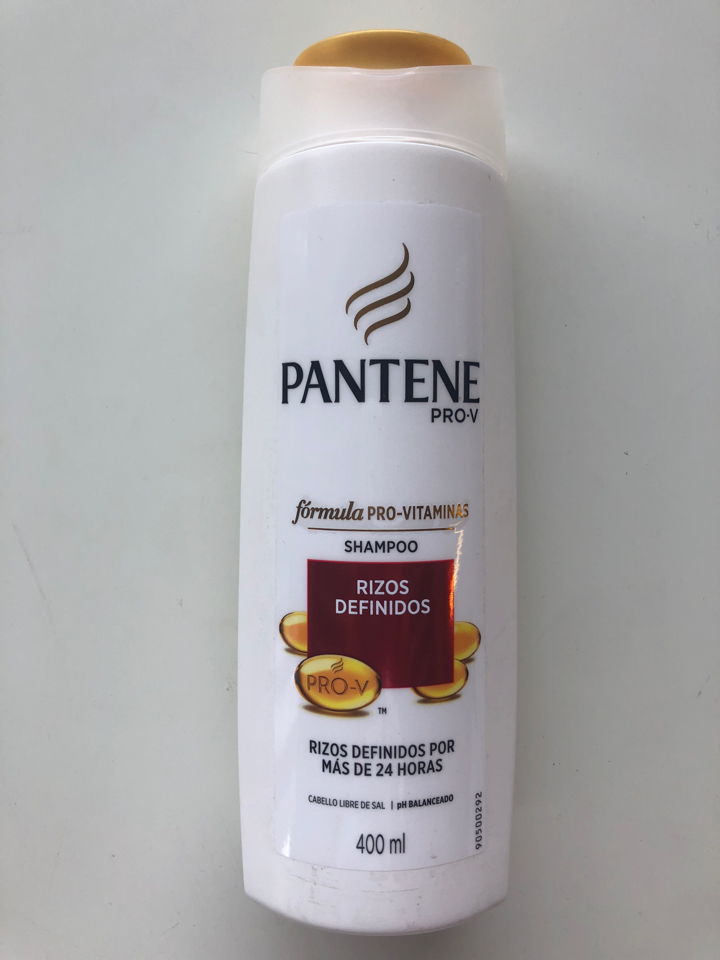 PANTENE
PRO-V
fórmula PRO-VITAMINAS
SHAMPOO
RIZOS
DEFINIDOS
PRO-V
TM
RIZOS DEFINIDOS POR
MÁS DE 24 HORAS
CABELLO LIBRE DE SAL | pH BALANCEADO
400 ml
90500292